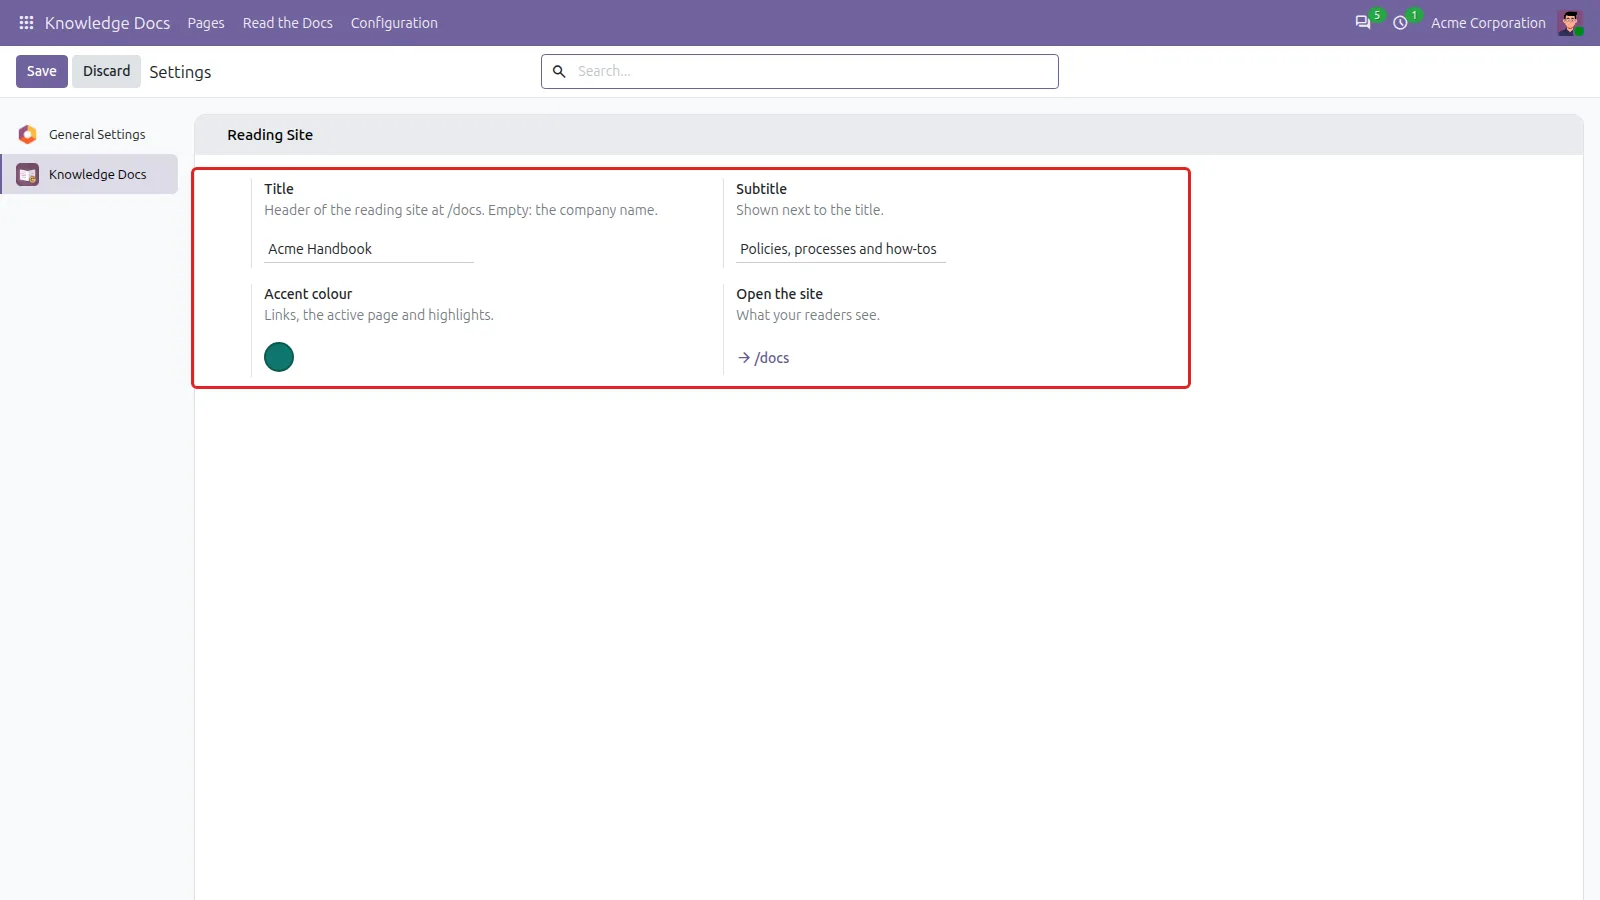 Knowledge Docs Pages Read the Docs Configuration 5 1 Acme Corporation
Save Discard Settings Search...
General Settings
Knowledge Docs
Reading Site
Title
Header of the reading site at /docs. Empty: the company name.
Acme Handbook
Subtitle
Shown next to the title.
Policies, processes and how-tos
Accent colour
Links, the active page and highlights.
Open the site
What your readers see.
/docs